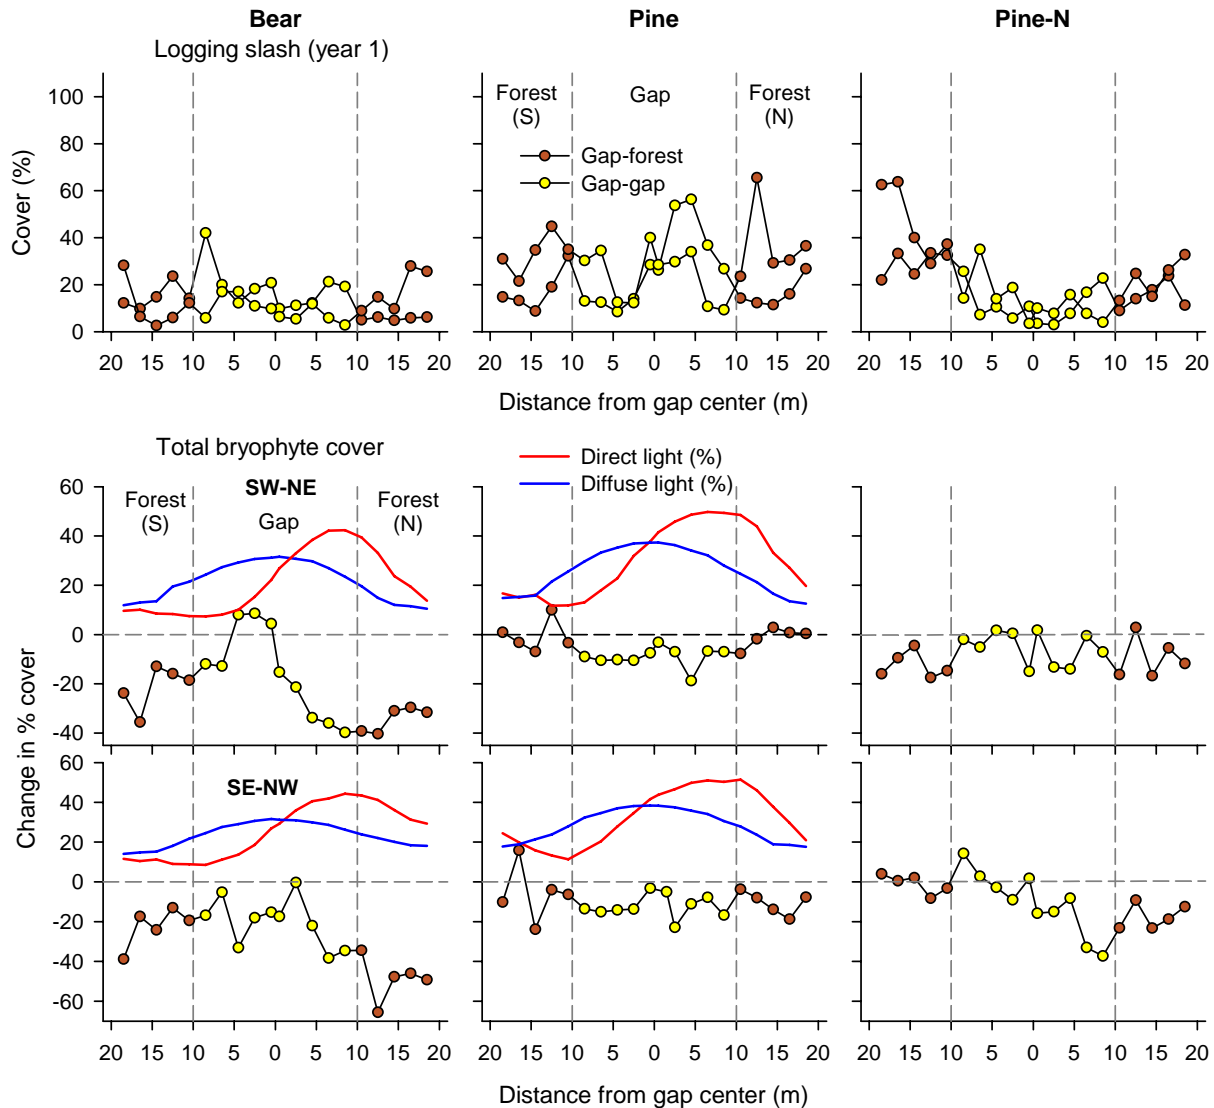 Bear
Pine
Pine-N
Logging slash (year 1)
100
80
60
40
20
0
Cover (%)
Forest
(S)
Gap
Forest
(N)
Gap-forest
Gap-gap
20 15 10 5 0 5 10 15 20
20 15 10 5 0 5 10 15 20
20 15 10 5 0 5 10 15 20
Distance from gap center (m)
Total bryophyte cover
Direct light (%)
Diffuse light (%)
60
40
20
0
-20
-40
Forest
(S)
SW-NE
Gap
Forest
(N)
Change in % cover
60
40
20
0
-20
-40
-60
SE-NW
20 15 10 5 0 5 10 15 20
20 15 10 5 0 5 10 15 20
20 15 10 5 0 5 10 15 20
Distance from gap center (m)